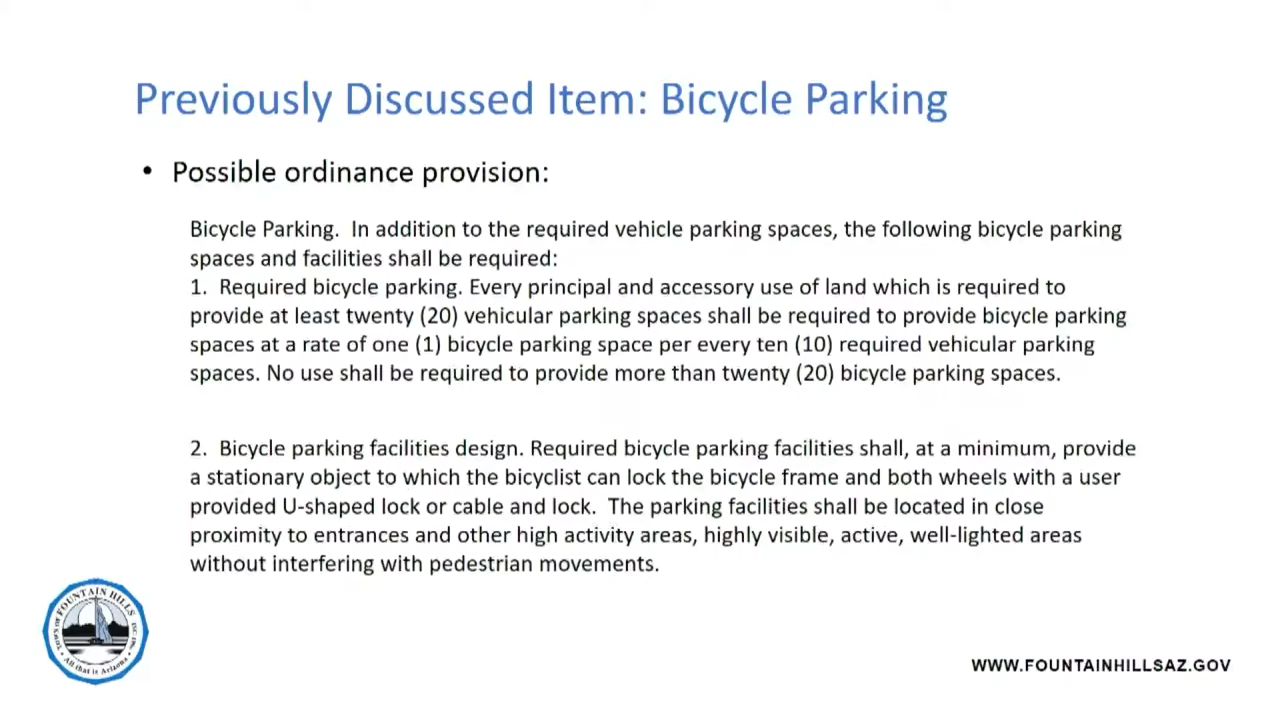 Previously Discussed Item: Bicycle Parking
• Possible ordinance provision:
Bicycle Parking.  In addition to the required vehicle parking spaces, the following bicycle parking
spaces and facilities shall be required:
1.  Required bicycle parking. Every principal and accessory use of land which is required to
provide at least twenty (20) vehicular parking spaces shall be required to provide bicycle parking
spaces at a rate of one (1) bicycle parking space per every ten (10) required vehicular parking
spaces. No use shall be required to provide more than twenty (20) bicycle parking spaces.
2.  Bicycle parking facilities design. Required bicycle parking facilities shall, at a minimum, provide
a stationary object to which the bicyclist can lock the bicycle frame and both wheels with a user
provided U-shaped lock or cable and lock.  The parking facilities shall be located in close
proximity to entrances and other high activity areas, highly visible, active, well-lighted areas
without interfering with pedestrian movements.
TOWN OF FOUNTAIN HILLS
All that is Arizona
WWW.FOUNTAINHILLSAZ.GOV